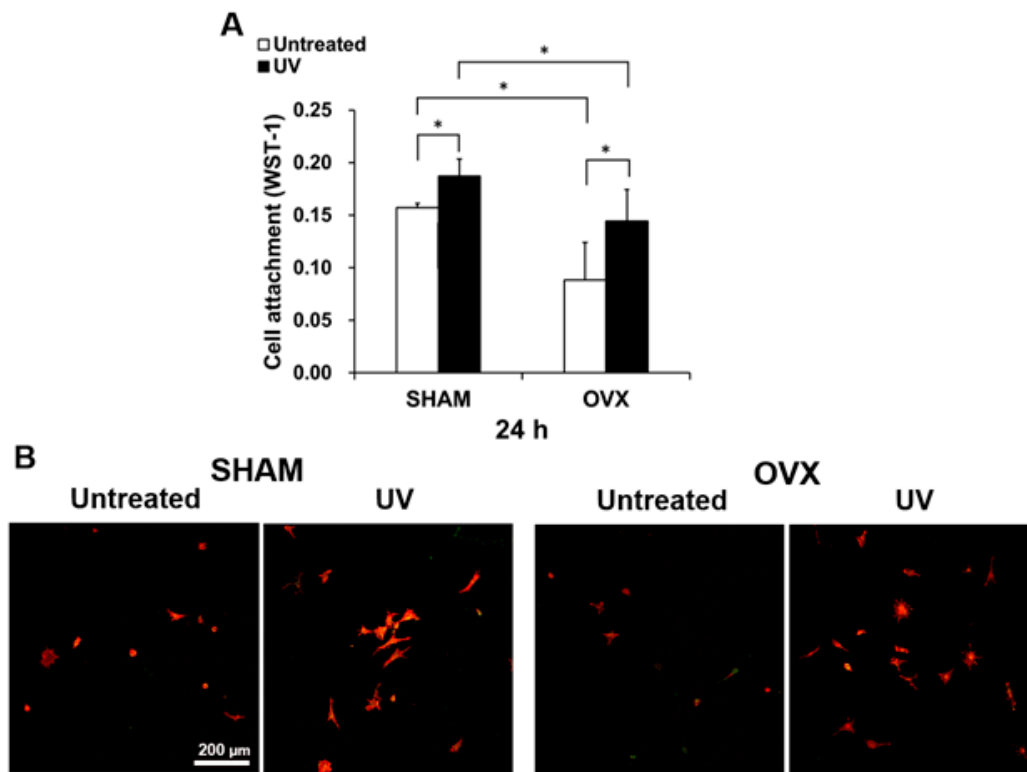 A
Untreated
UV
*
*
*
*
Cell attachment (WST-1)
0.25
0.20
0.15
0.10
0.05
0.00
SHAM
OVX
24 h
B
SHAM
OVX
Untreated
UV
Untreated
UV
200 µm